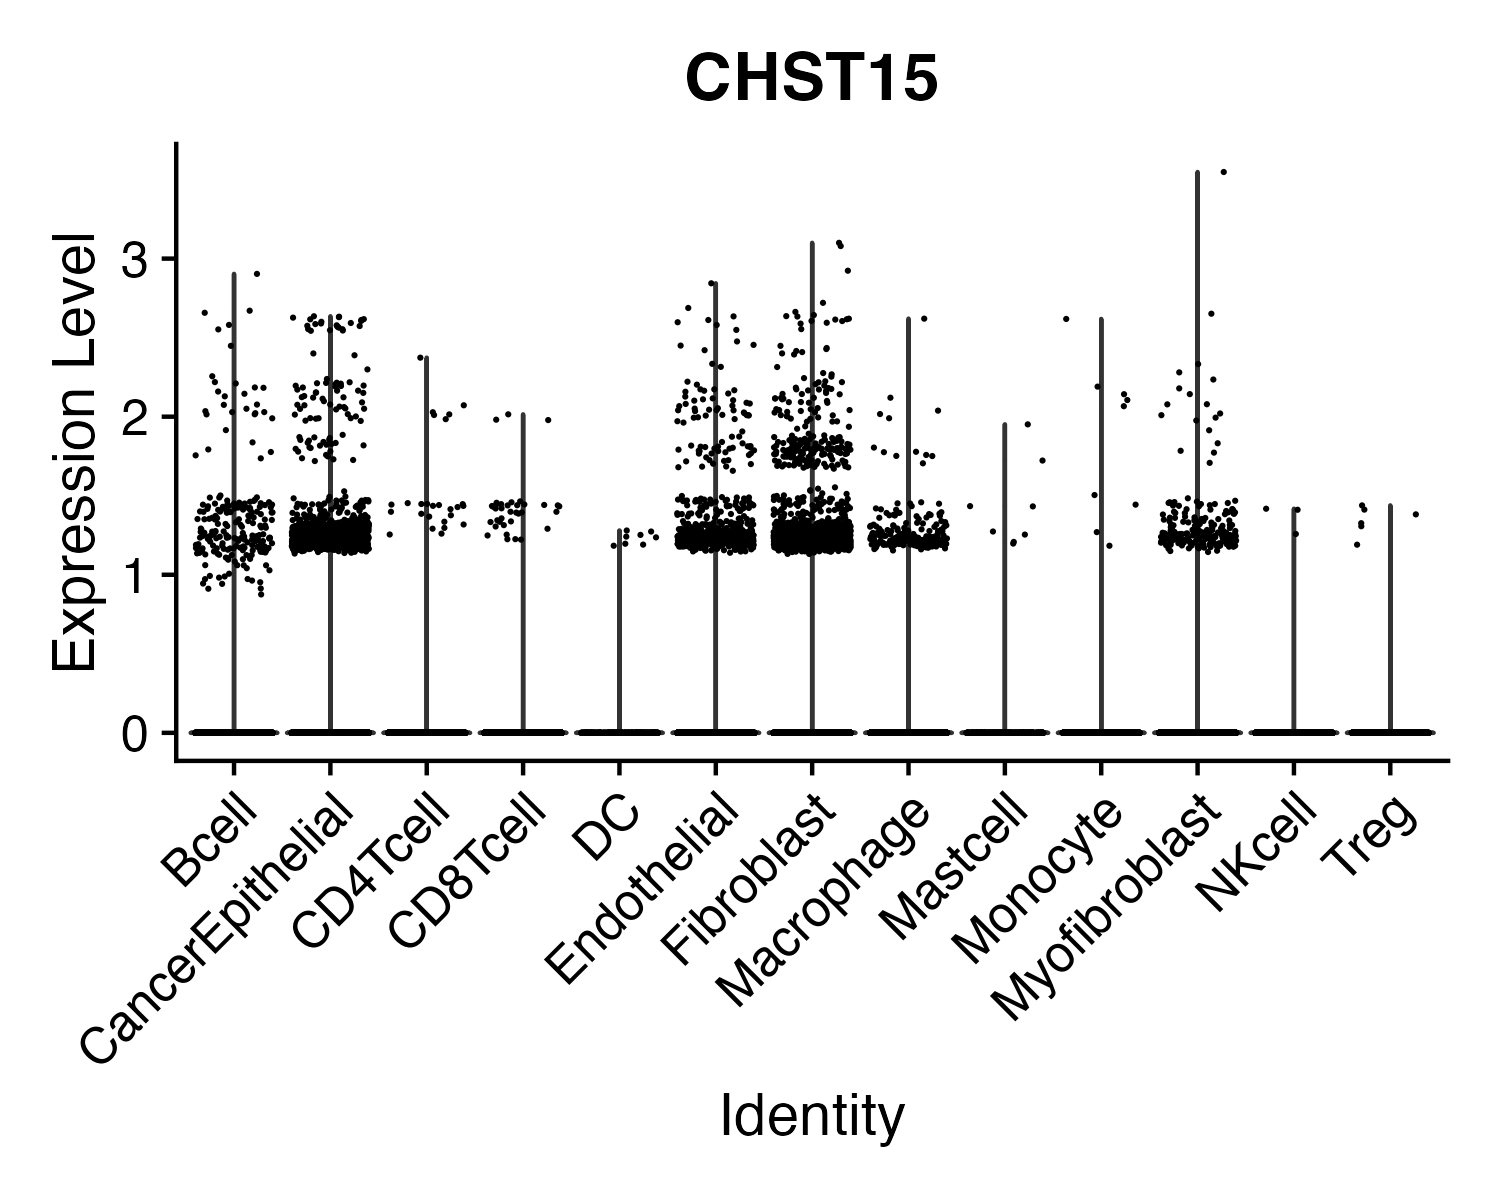 CHST15
Expression Level
3
2
1
0
Bcell
CancerEpithelial
CD4Tcell
CD8Tcell
DC
Endothelial
Fibroblast
Macrophage
Mastcell
Monocyte
Myofibroblast
NKcell
Treg
Identity